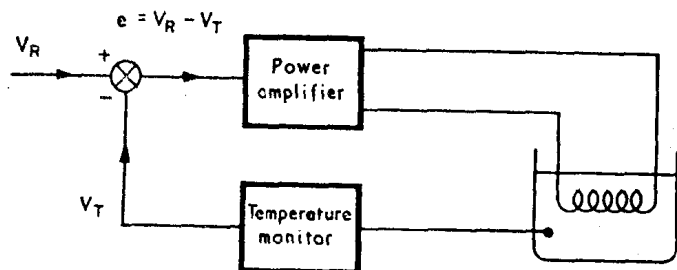 e = V_R − V_T
V_R
+
−
Power
amplifier
V_T
Temperature
monitor